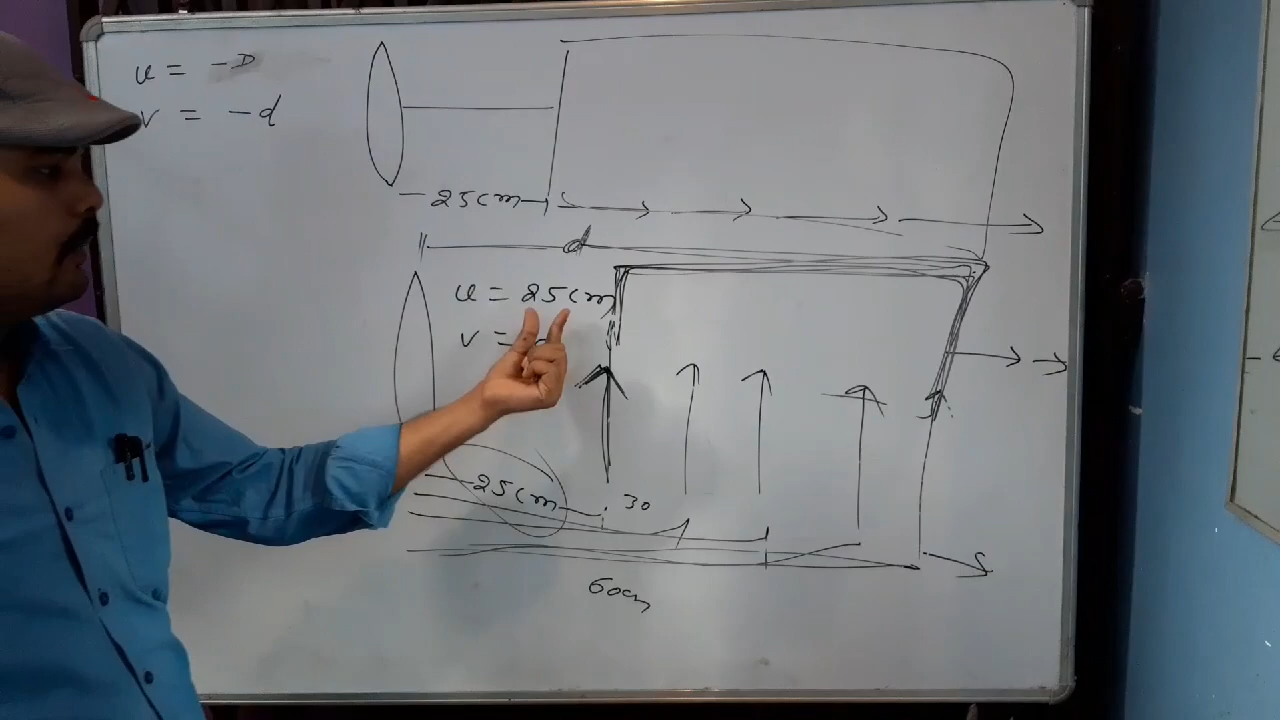 u = -D
v = -d
25cm
d
u = 25cm
v =
25cm
30
60cm